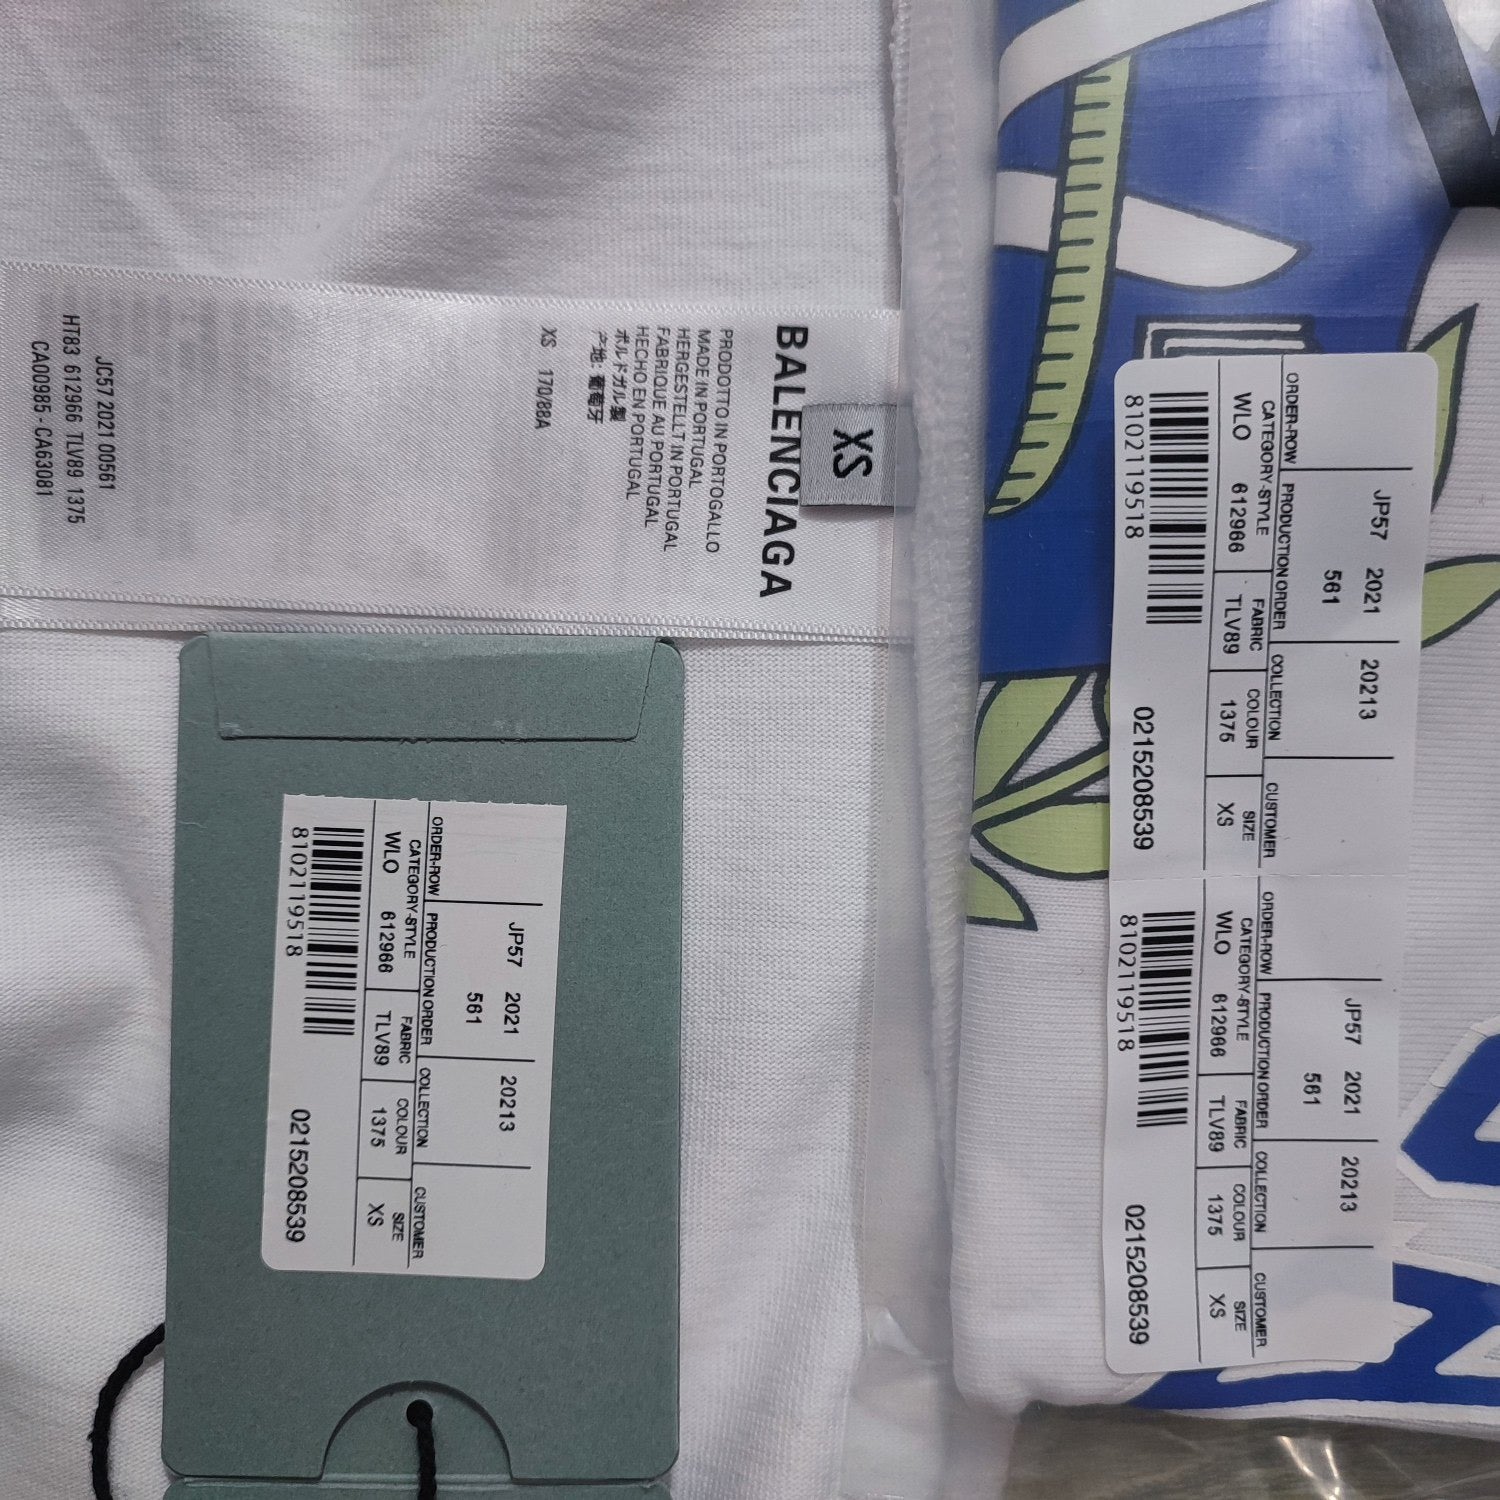 XS
BALENCIAGA
PRODOTTO IN PORTOGALLO
MADE IN PORTUGAL
HERGESTELLT IN PORTUGAL
FABRIQUE AU PORTUGAL
HECHO EN PORTUGAL
ポルトガル製
产地: 葡萄牙
XS 170/88A
JC57 2021 00561
HT83 612966 TLV89 1375
CA00985 - CA63081
JP57 2021 20213
561
ORDER-ROW PRODUCTION ORDER COLLECTION CUSTOMER
CATEGORY-STYLE FABRIC COLOUR SIZE
WLO 612966 TLV89 1375 XS
8102119518 0215208539
JP57 2021 20213
561
ORDER-ROW PRODUCTION ORDER COLLECTION CUSTOMER
CATEGORY-STYLE FABRIC COLOUR SIZE
WLO 612966 TLV89 1375 XS
8102119518 0215208539
JP57 2021 20213
561
ORDER-ROW PRODUCTION ORDER COLLECTION CUSTOMER
CATEGORY-STYLE FABRIC COLOUR SIZE
WLO 612966 TLV89 1375 XS
8102119518 0215208539